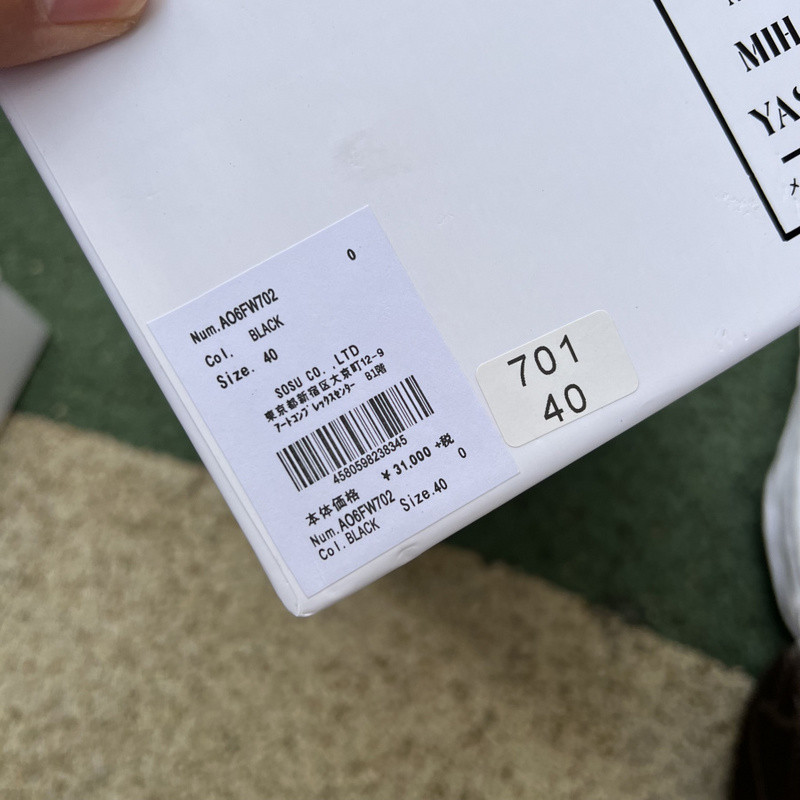 MIH
YAS
0
Num.A06FW702
Col. BLACK
Size. 40
SOSU CO. ,LTD
東京都新宿区大京町12-9
アートコンプレックスセンター B1階
4580598238345
¥ 31,000 +税
本体価格 0
Num.A06FW702 Size.40
Col.BLACK
701
40